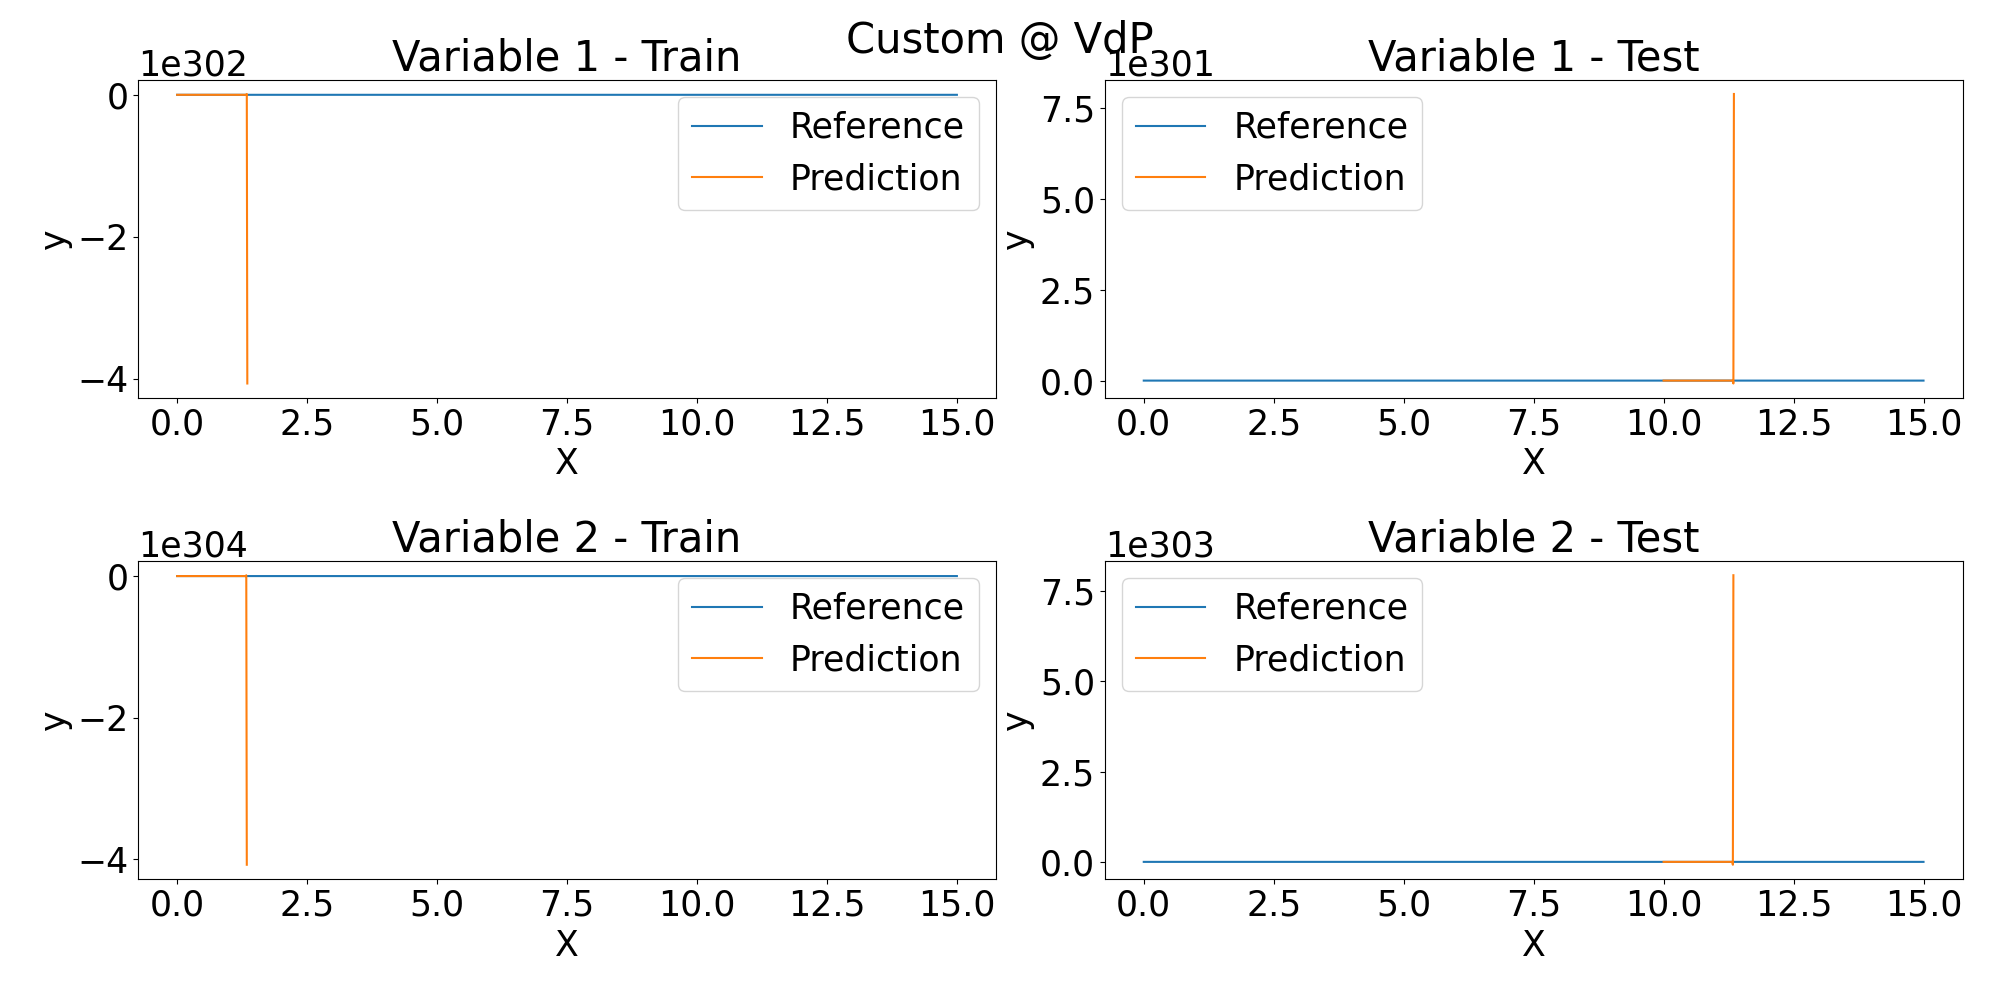 Custom @ VdP
Variable 1 - Train
1e302
0
−2
−4
y
Reference
Prediction
0.0 2.5 5.0 7.5 10.0 12.5 15.0
X
Variable 1 - Test
1e301
7.5
5.0
2.5
0.0
y
Reference
Prediction
0.0 2.5 5.0 7.5 10.0 12.5 15.0
X
Variable 2 - Train
1e304
0
−2
−4
y
Reference
Prediction
0.0 2.5 5.0 7.5 10.0 12.5 15.0
X
Variable 2 - Test
1e303
7.5
5.0
2.5
0.0
y
Reference
Prediction
0.0 2.5 5.0 7.5 10.0 12.5 15.0
X